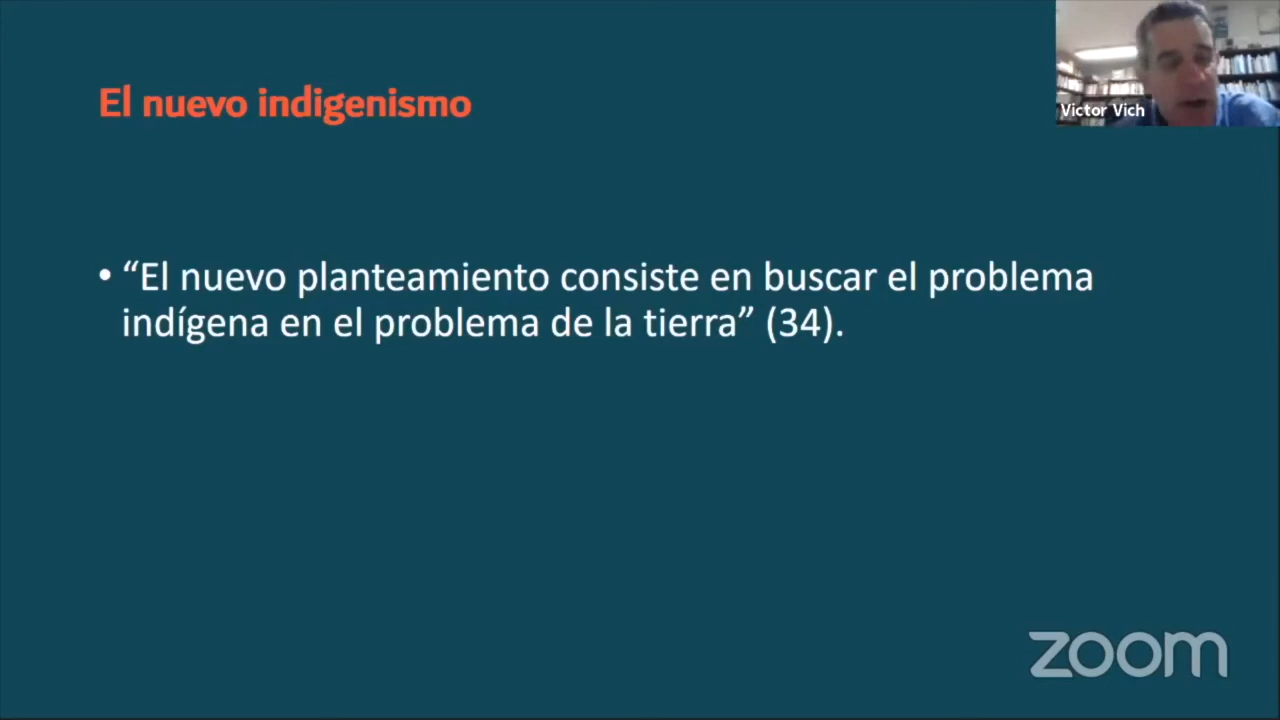 El nuevo indigenismo
Victor Vich
• “El nuevo planteamiento consiste en buscar el problema
indígena en el problema de la tierra” (34).
zoom